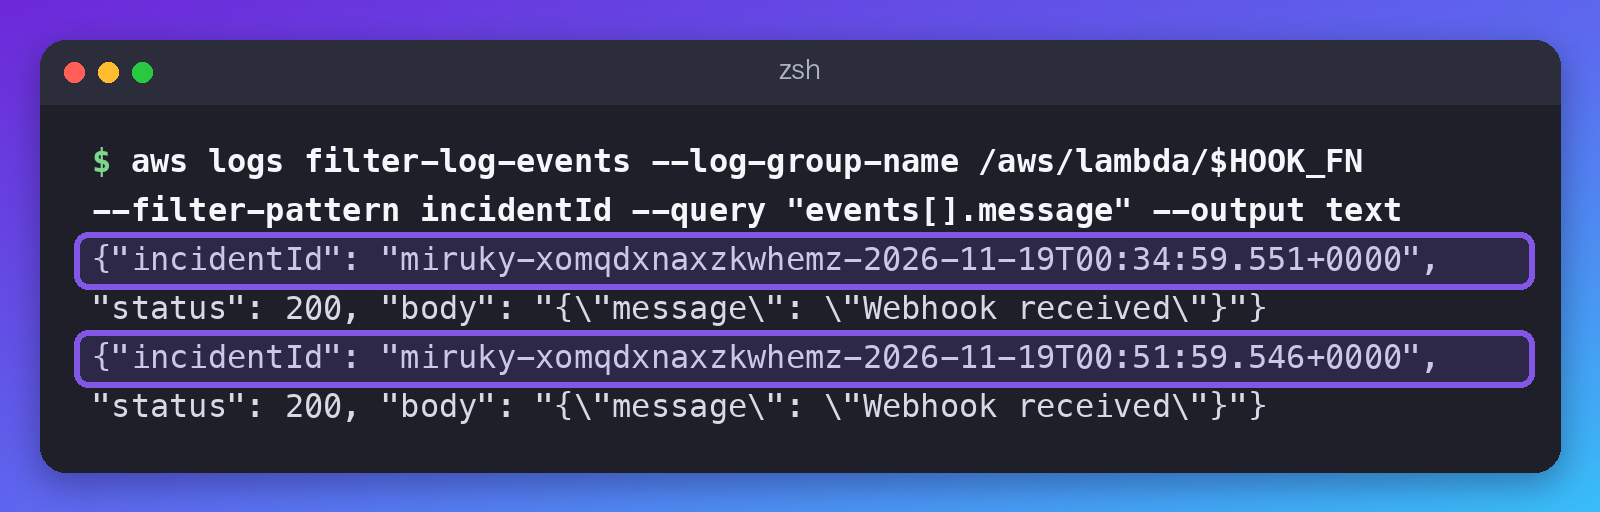 zsh
$ aws logs filter-log-events --log-group-name /aws/lambda/$HOOK_FN
--filter-pattern incidentId --query "events[].message" --output text
{"incidentId": "miruky-xomqdxnaxzkwhemz-2026-11-19T00:34:59.551+0000",
"status": 200, "body": "{\"message\": \"Webhook received\"}"}
{"incidentId": "miruky-xomqdxnaxzkwhemz-2026-11-19T00:51:59.546+0000",
"status": 200, "body": "{\"message\": \"Webhook received\"}"}